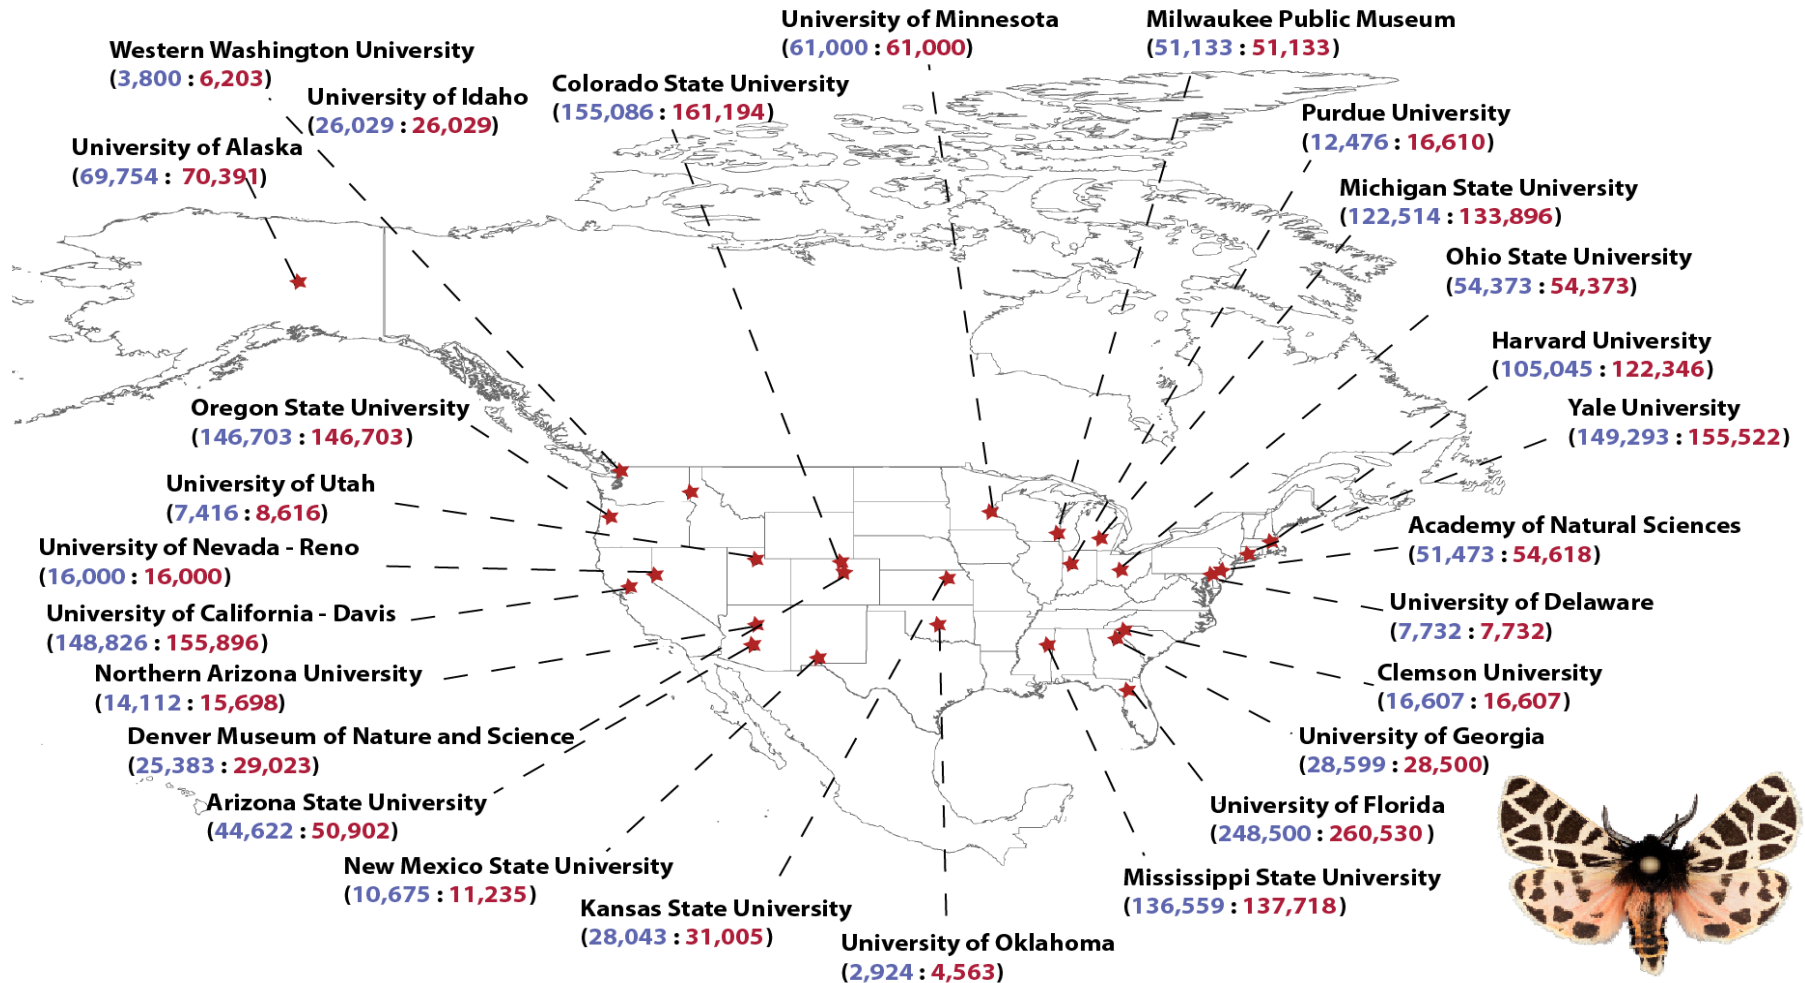 University of Minnesota
(61,000 : 61,000)
Milwaukee Public Museum
(51,133 : 51,133)
Western Washington University
(3,800 : 6,203)
University of Idaho
(26,029 : 26,029)
Colorado State University
(155,086 : 161,194)
Purdue University
(12,476 : 16,610)
University of Alaska
(69,754 : 70,391)
Michigan State University
(122,514 : 133,896)
Ohio State University
(54,373 : 54,373)
Harvard University
(105,045 : 122,346)
Yale University
(149,293 : 155,522)
Oregon State University
(146,703 : 146,703)
University of Utah
(7,416 : 8,616)
Academy of Natural Sciences
(51,473 : 54,618)
University of Nevada - Reno
(16,000 : 16,000)
University of Delaware
(7,732 : 7,732)
University of California - Davis
(148,826 : 155,896)
Northern Arizona University
(14,112 : 15,698)
Clemson University
(16,607 : 16,607)
Denver Museum of Nature and Science
(25,383 : 29,023)
University of Georgia
(28,599 : 28,500)
Arizona State University
(44,622 : 50,902)
University of Florida
(248,500 : 260,530 )
New Mexico State University
(10,675 : 11,235)
Mississippi State University
(136,559 : 137,718)
Kansas State University
(28,043 : 31,005)
University of Oklahoma
(2,924 : 4,563)